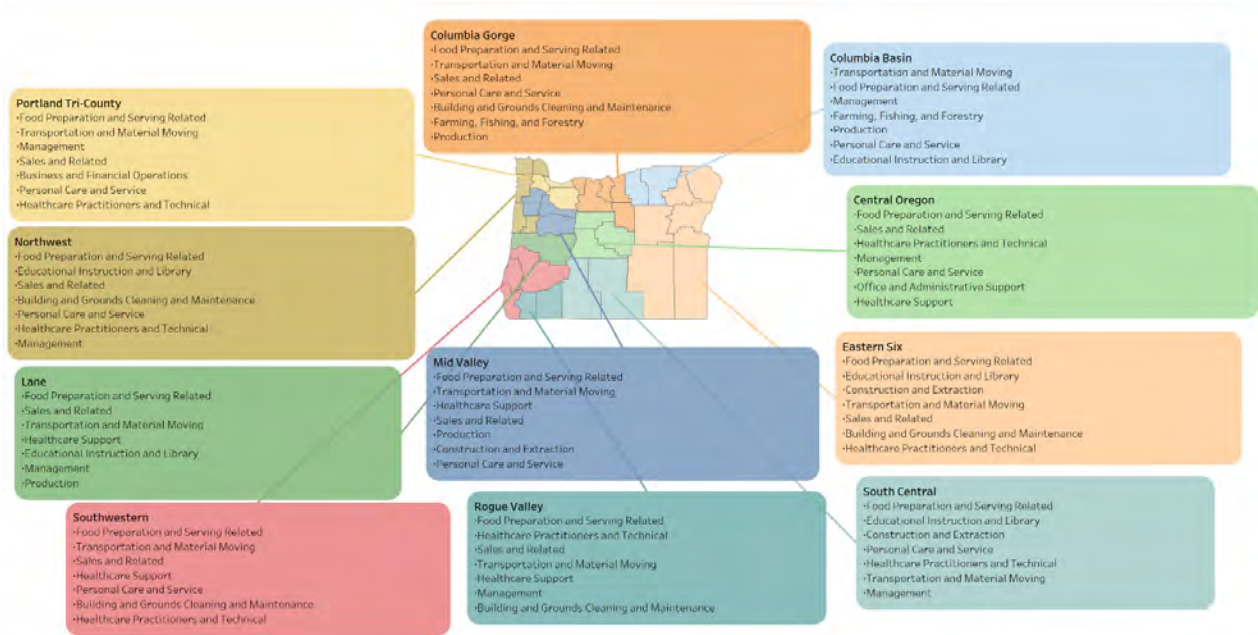 Columbia Gorge
·Food Preparation and Serving Related
·Transportation and Material Moving
·Sales and Related
·Personal Care and Service
·Building and Grounds Cleaning and Maintenance
·Farming, Fishing, and Forestry
·Production
Columbia Basin
·Transportation and Material Moving
·Food Preparation and Serving Related
·Management
·Farming, Fishing, and Forestry
·Production
·Personal Care and Service
·Educational Instruction and Library
Portland Tri-County
·Food Preparation and Serving Related
·Transportation and Material Moving
·Management
·Sales and Related
·Business and Financial Operations
·Personal Care and Service
·Healthcare Practitioners and Technical
Central Oregon
·Food Preparation and Serving Related
·Sales and Related
·Healthcare Practitioners and Technical
·Management
·Personal Care and Service
·Office and Administrative Support
·Healthcare Support
Northwest
·Food Preparation and Serving Related
·Educational Instruction and Library
·Sales and Related
·Building and Grounds Cleaning and Maintenance
·Personal Care and Service
·Healthcare Practitioners and Technical
·Management
Eastern Six
·Food Preparation and Serving Related
·Educational Instruction and Library
·Construction and Extraction
·Transportation and Material Moving
·Sales and Related
·Building and Grounds Cleaning and Maintenance
·Healthcare Practitioners and Technical
Mid Valley
·Food Preparation and Serving Related
·Transportation and Material Moving
·Healthcare Support
·Sales and Related
·Production
·Construction and Extraction
·Personal Care and Service
Lane
·Food Preparation and Serving Related
·Sales and Related
·Transportation and Material Moving
·Healthcare Support
·Educational Instruction and Library
·Management
·Production
South Central
·Food Preparation and Serving Related
·Educational Instruction and Library
·Construction and Extraction
·Personal Care and Service
·Healthcare Practitioners and Technical
·Transportation and Material Moving
·Management
Rogue Valley
·Food Preparation and Serving Related
·Healthcare Practitioners and Technical
·Sales and Related
·Transportation and Material Moving
·Healthcare Support
·Management
·Building and Grounds Cleaning and Maintenance
Southwestern
·Food Preparation and Serving Related
·Transportation and Material Moving
·Sales and Related
·Healthcare Support
·Personal Care and Service
·Building and Grounds Cleaning and Maintenance
·Healthcare Practitioners and Technical